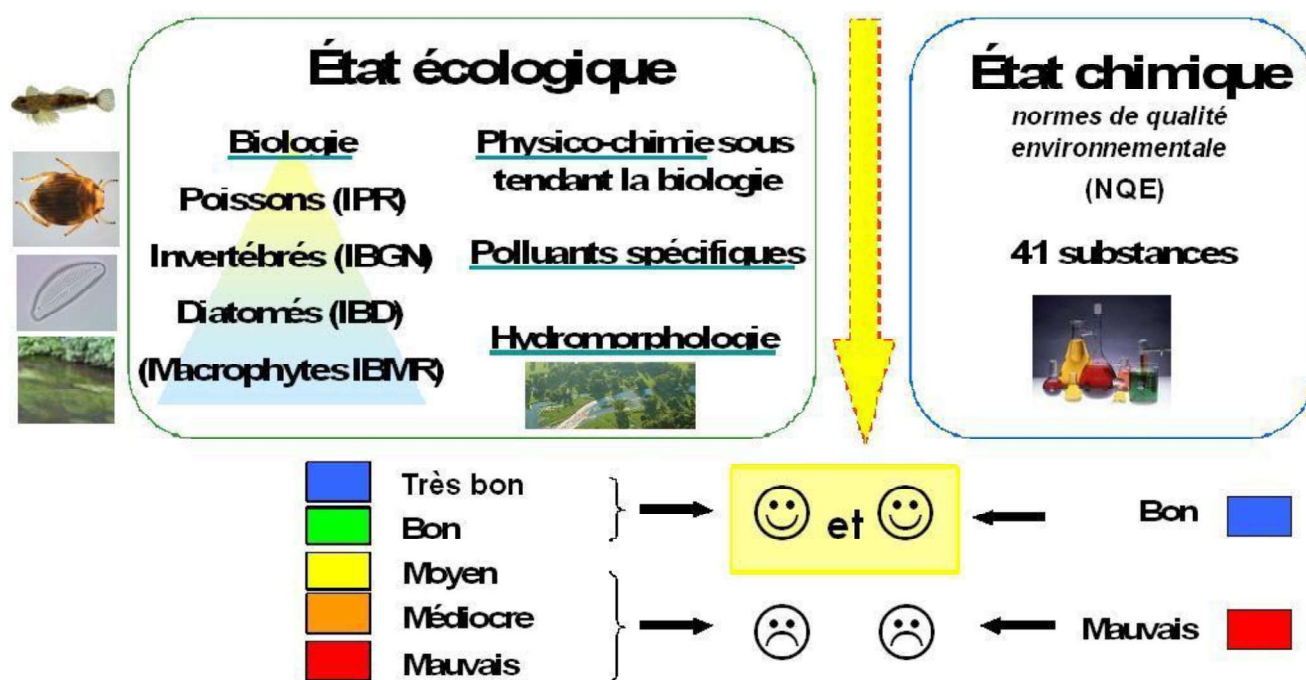 État écologique
Biologie
Poissons (IPR)
Invertébrés (IBGN)
Diatomés (IBD)
(Macrophytes IBMR)
Physico-chimie sous
tendant la biologie
Polluants spécifiques
Hydromorphologie
État chimique
normes de qualité
environnementale
(NQE)
41 substances
Très bon
Bon
Moyen
Médiocre
Mauvais
et
Bon
Mauvais